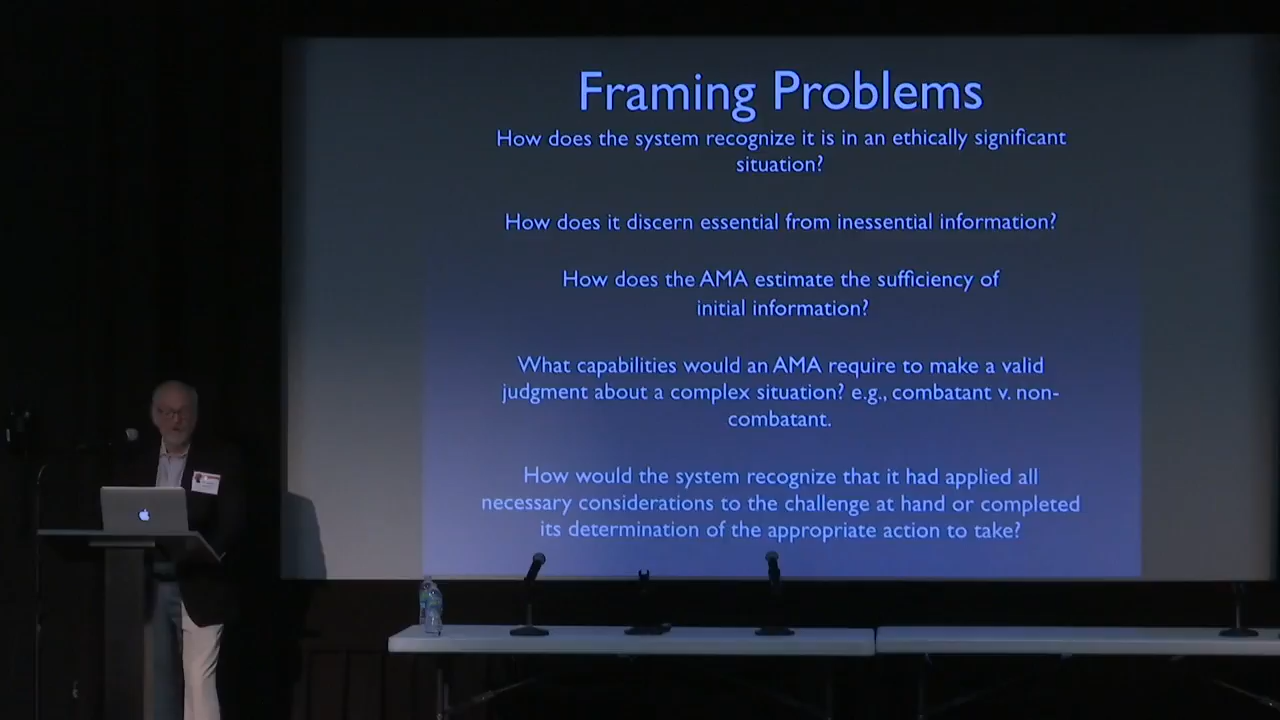 Framing Problems
How does the system recognize it is in an ethically significant
situation?
How does it discern essential from inessential information?
How does the AMA estimate the sufficiency of
initial information?
What capabilities would an AMA require to make a valid
judgment about a complex situation? e.g., combatant v. non-
combatant.
How would the system recognize that it had applied all
necessary considerations to the challenge at hand or completed
its determination of the appropriate action to take?